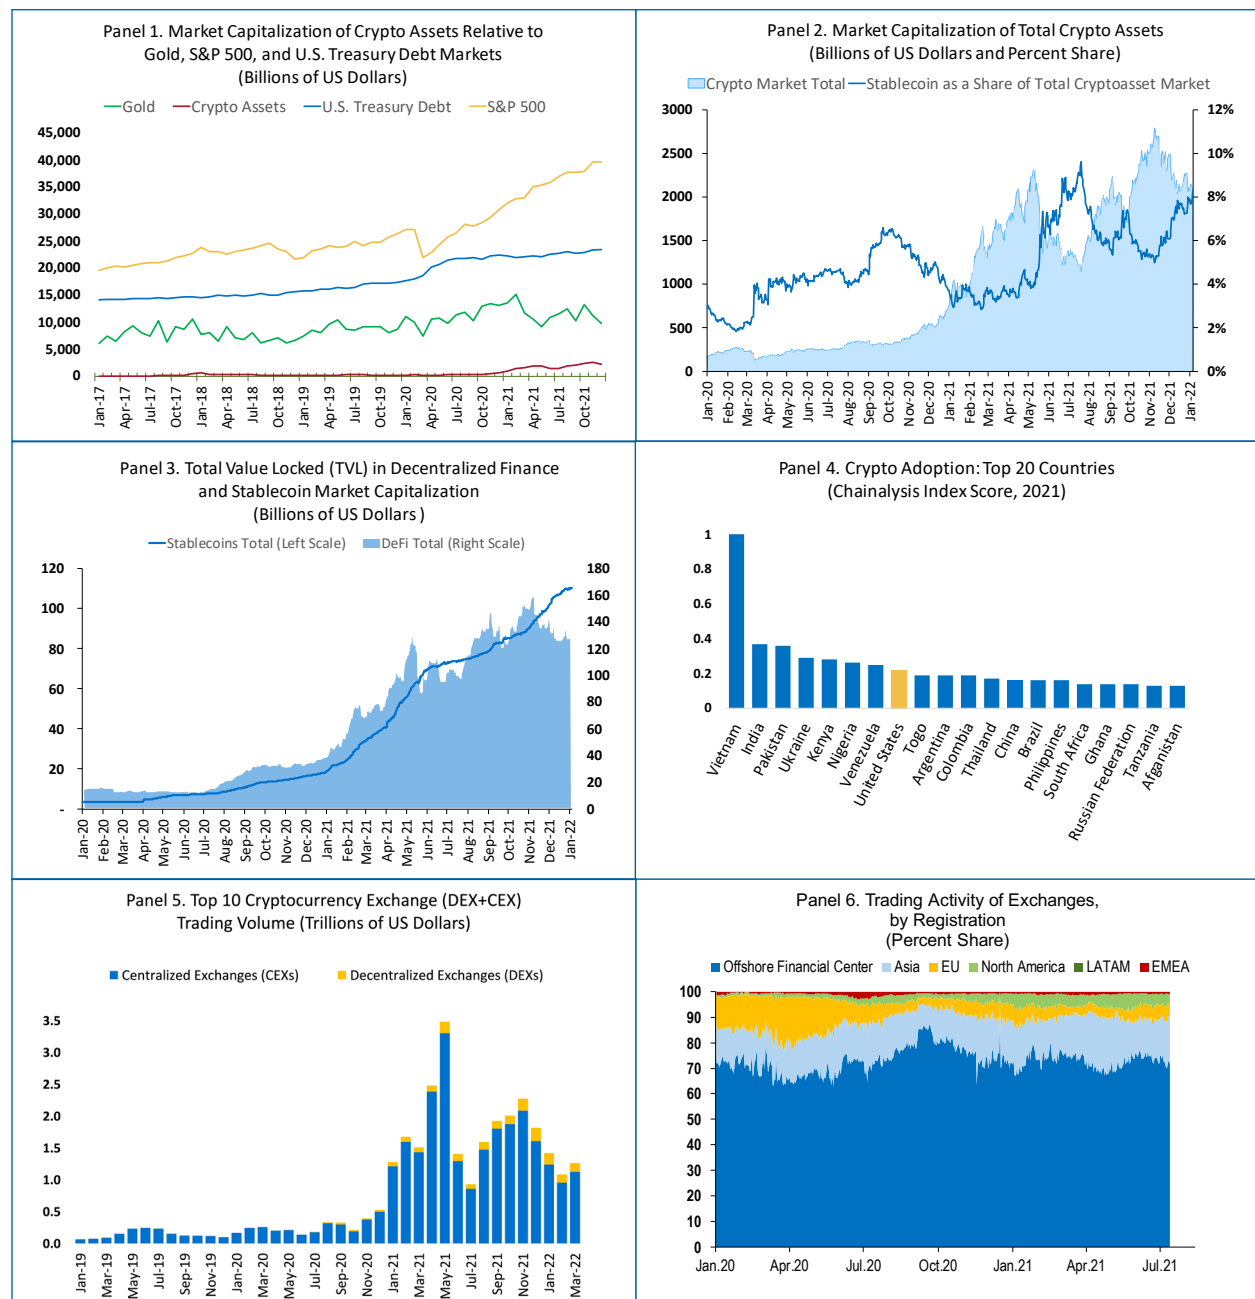 Panel 1. Market Capitalization of Crypto Assets Relative to
Gold, S&P 500, and U.S. Treasury Debt Markets
(Billions of US Dollars)
Gold Crypto Assets U.S. Treasury Debt S&P 500
45,000
40,000
35,000
30,000
25,000
20,000
15,000
10,000
5,000
0
Jan-17 Apr-17 Jul-17 Oct-17 Jan-18 Apr-18 Jul-18 Oct-18 Jan-19 Apr-19 Jul-19 Oct-19 Jan-20 Apr-20 Jul-20 Oct-20 Jan-21 Apr-21 Jul-21 Oct-21
Panel 2. Market Capitalization of Total Crypto Assets
(Billions of US Dollars and Percent Share)
Crypto Market Total Stablecoin as a Share of Total Cryptoasset Market
3000 12%
2500 10%
2000 8%
1500 6%
1000 4%
500 2%
0 0%
Jan-20 Feb-20 Mar-20 Apr-20 May-20 Jun-20 Jul-20 Aug-20 Sep-20 Oct-20 Nov-20 Dec-20 Jan-21 Feb-21 Mar-21 Apr-21 May-21 Jun-21 Jul-21 Aug-21 Sep-21 Oct-21 Nov-21 Dec-21 Jan-22
Panel 3. Total Value Locked (TVL) in Decentralized Finance
and Stablecoin Market Capitalization
(Billions of US Dollars )
Stablecoins Total (Left Scale) DeFi Total (Right Scale)
120
100
80
60
40
20
-
180
160
140
120
100
80
60
40
20
0
Jan-20 Feb-20 Mar-20 Apr-20 May-20 Jun-20 Jul-20 Aug-20 Sep-20 Oct-20 Nov-20 Dec-20 Jan-21 Feb-21 Mar-21 Apr-21 May-21 Jun-21 Jul-21 Aug-21 Sep-21 Oct-21 Nov-21 Dec-21 Jan-22
Panel 4. Crypto Adoption: Top 20 Countries
(Chainalysis Index Score, 2021)
1
0.8
0.6
0.4
0.2
0
Vietnam India Pakistan Ukraine Kenya Nigeria Venezuela United States Togo Argentina Colombia Thailand China Brazil Philippines South Africa Ghana Russian Federation Tanzania Afganistan
Panel 5. Top 10 Cryptocurrency Exchange (DEX+CEX)
Trading Volume (Trillions of US Dollars)
Centralized Exchanges (CEXs) Decentralized Exchanges (DEXs)
3.5
3.0
2.5
2.0
1.5
1.0
0.5
0.0
Jan-19 Mar-19 May-19 Jul-19 Sep-19 Nov-19 Jan-20 Mar-20 May-20 Jul-20 Sep-20 Nov-20 Jan-21 Mar-21 May-21 Jul-21 Sep-21 Nov-21 Jan-22 Mar-22
Panel 6. Trading Activity of Exchanges,
by Registration
(Percent Share)
Offshore Financial Center Asia EU North America LATAM EMEA
100
90
80
70
60
50
40
30
20
10
0
Jan.20 Apr.20 Jul.20 Oct.20 Jan.21 Apr.21 Jul.21